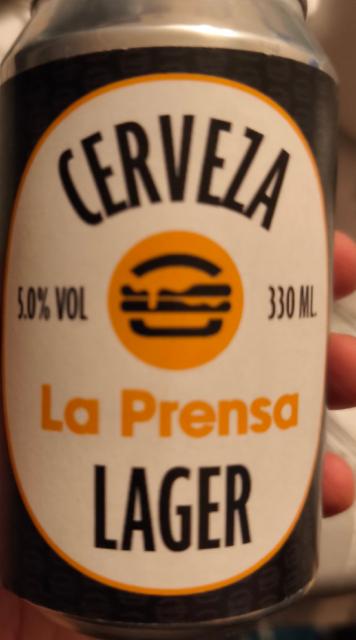 CERVEZA
5.0% VOL
330 ML.
La Prensa
LAGER